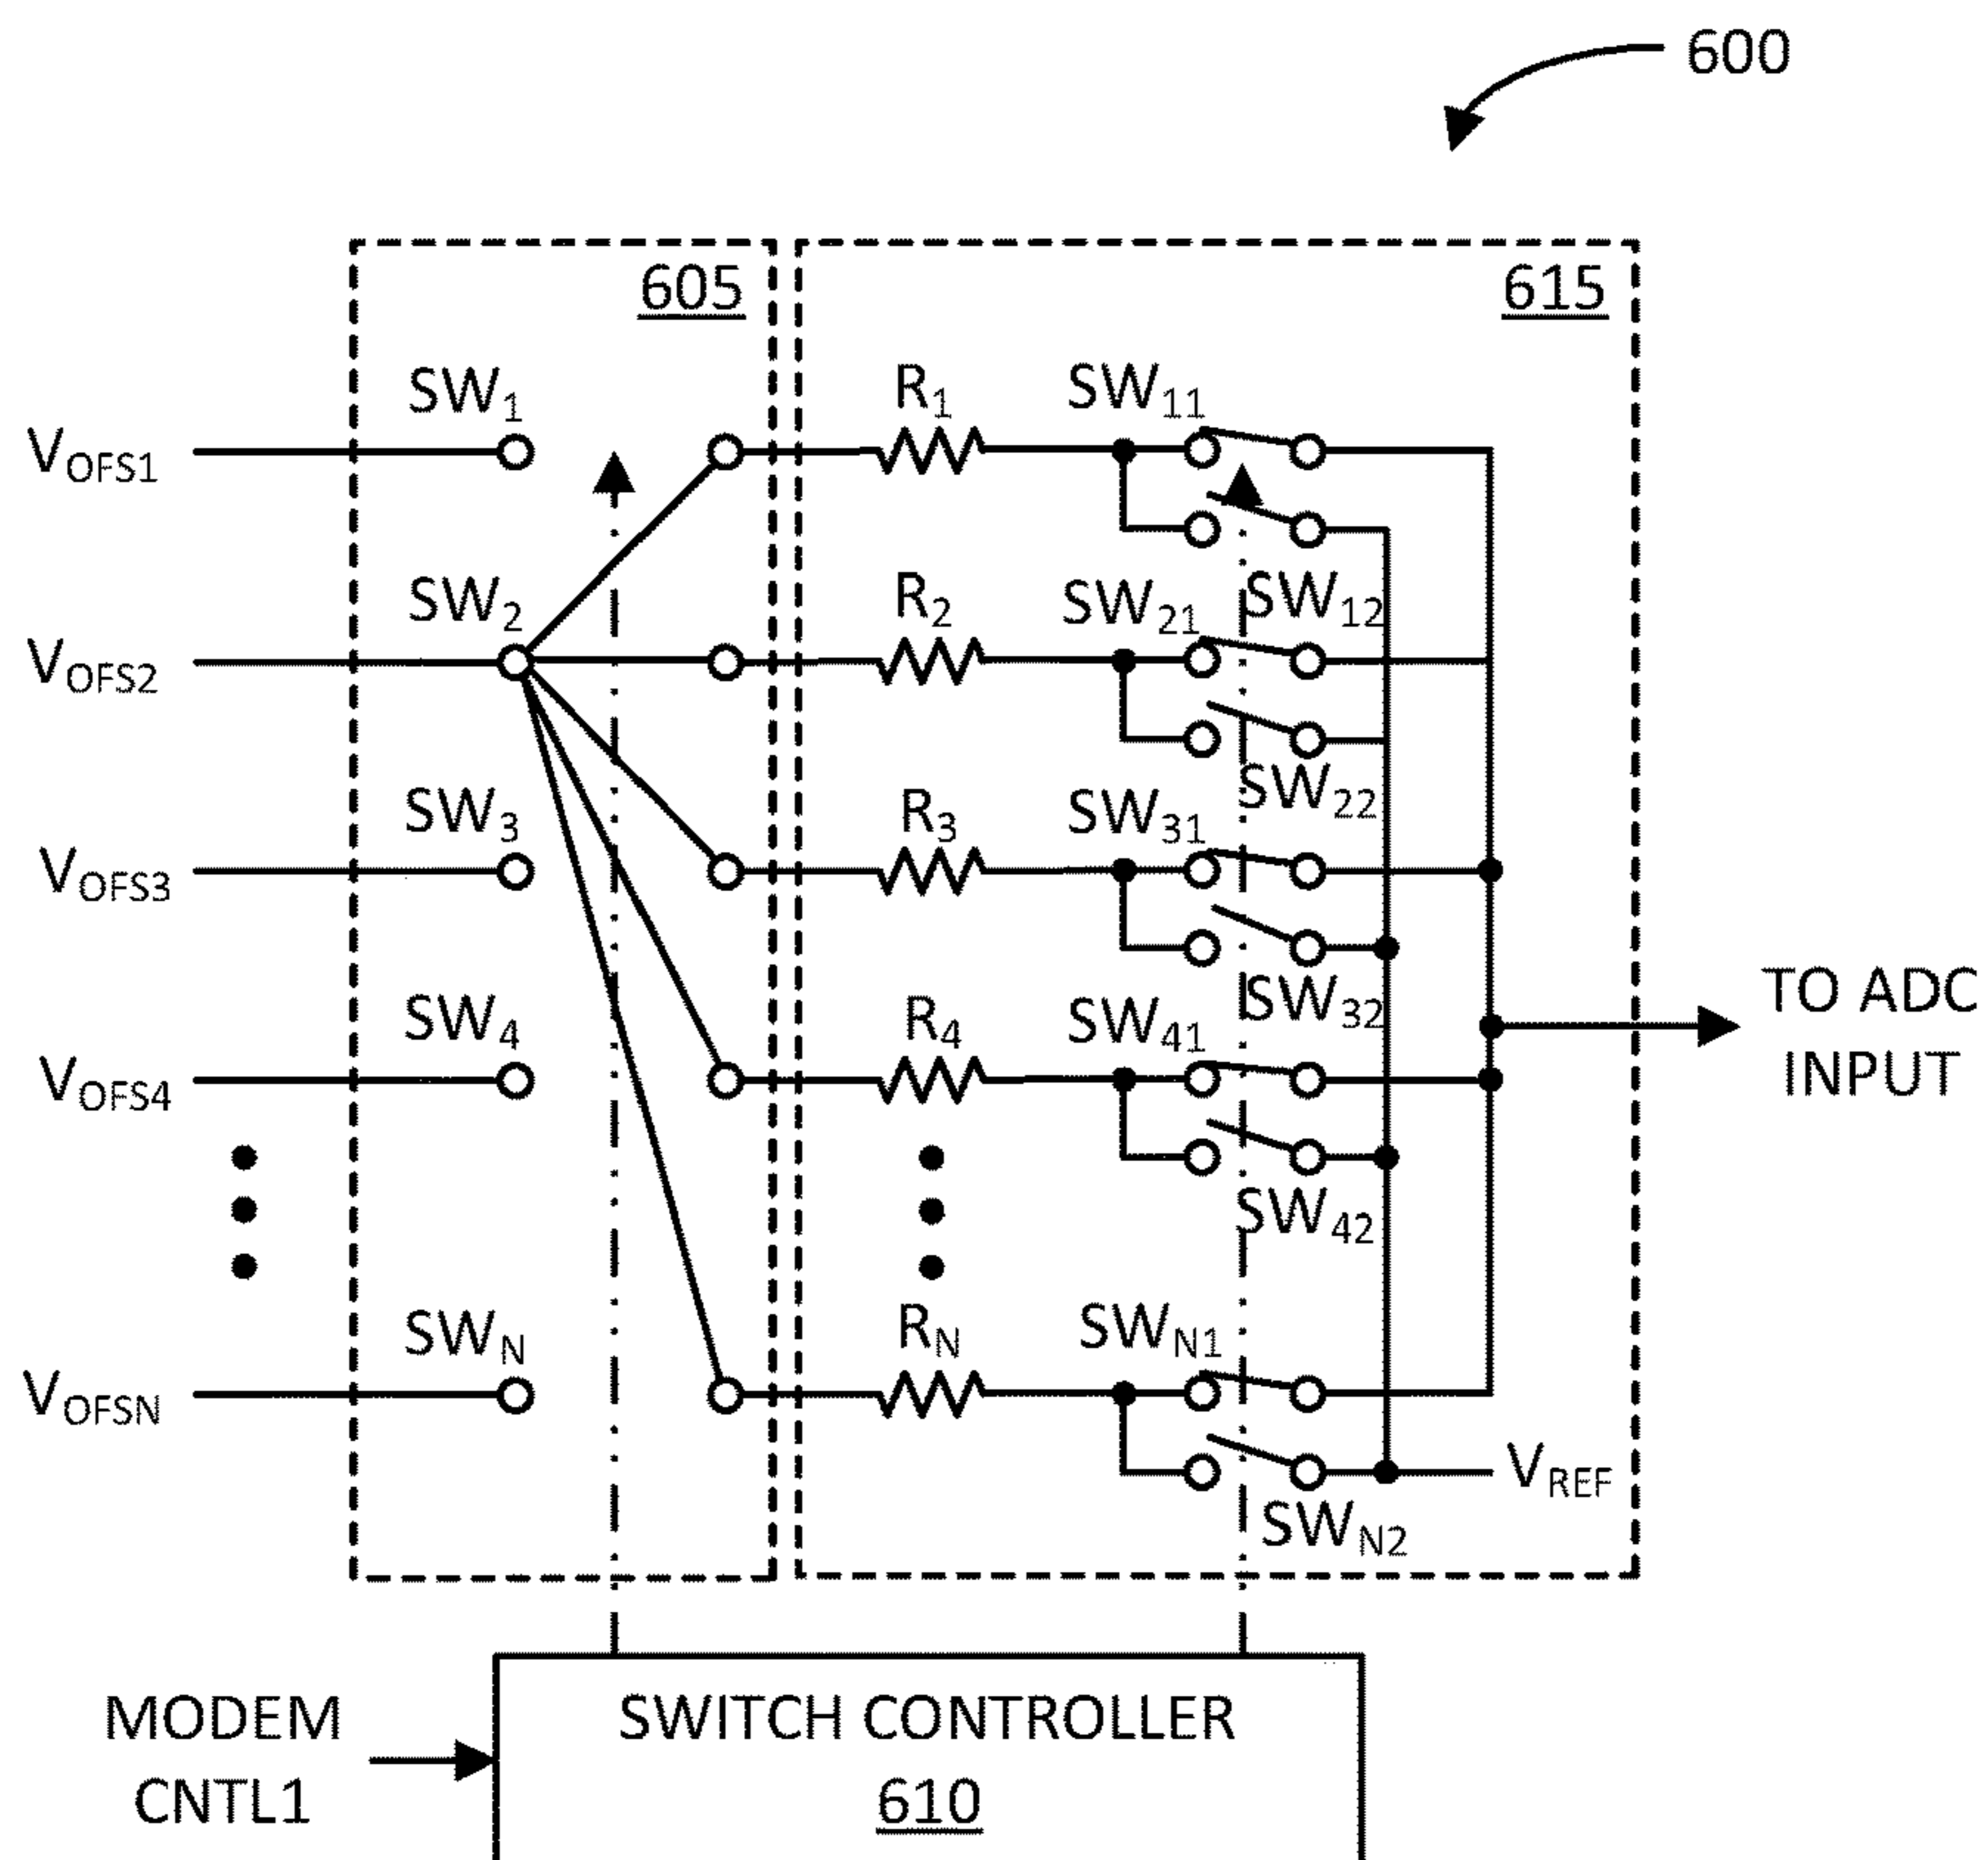 600
605
615
SW1
R1
SW11
VOFS1
SW2
R2
SW21
SW12
VOFS2
SW3
R3
SW31
SW22
VOFS3
SW4
R4
SW41
SW32
TO ADC
INPUT
VOFS4
SW42
SWN
RN
SWN1
VOFSN
VREF
SWN2
MODEM
CNTL1
SWITCH CONTROLLER
610